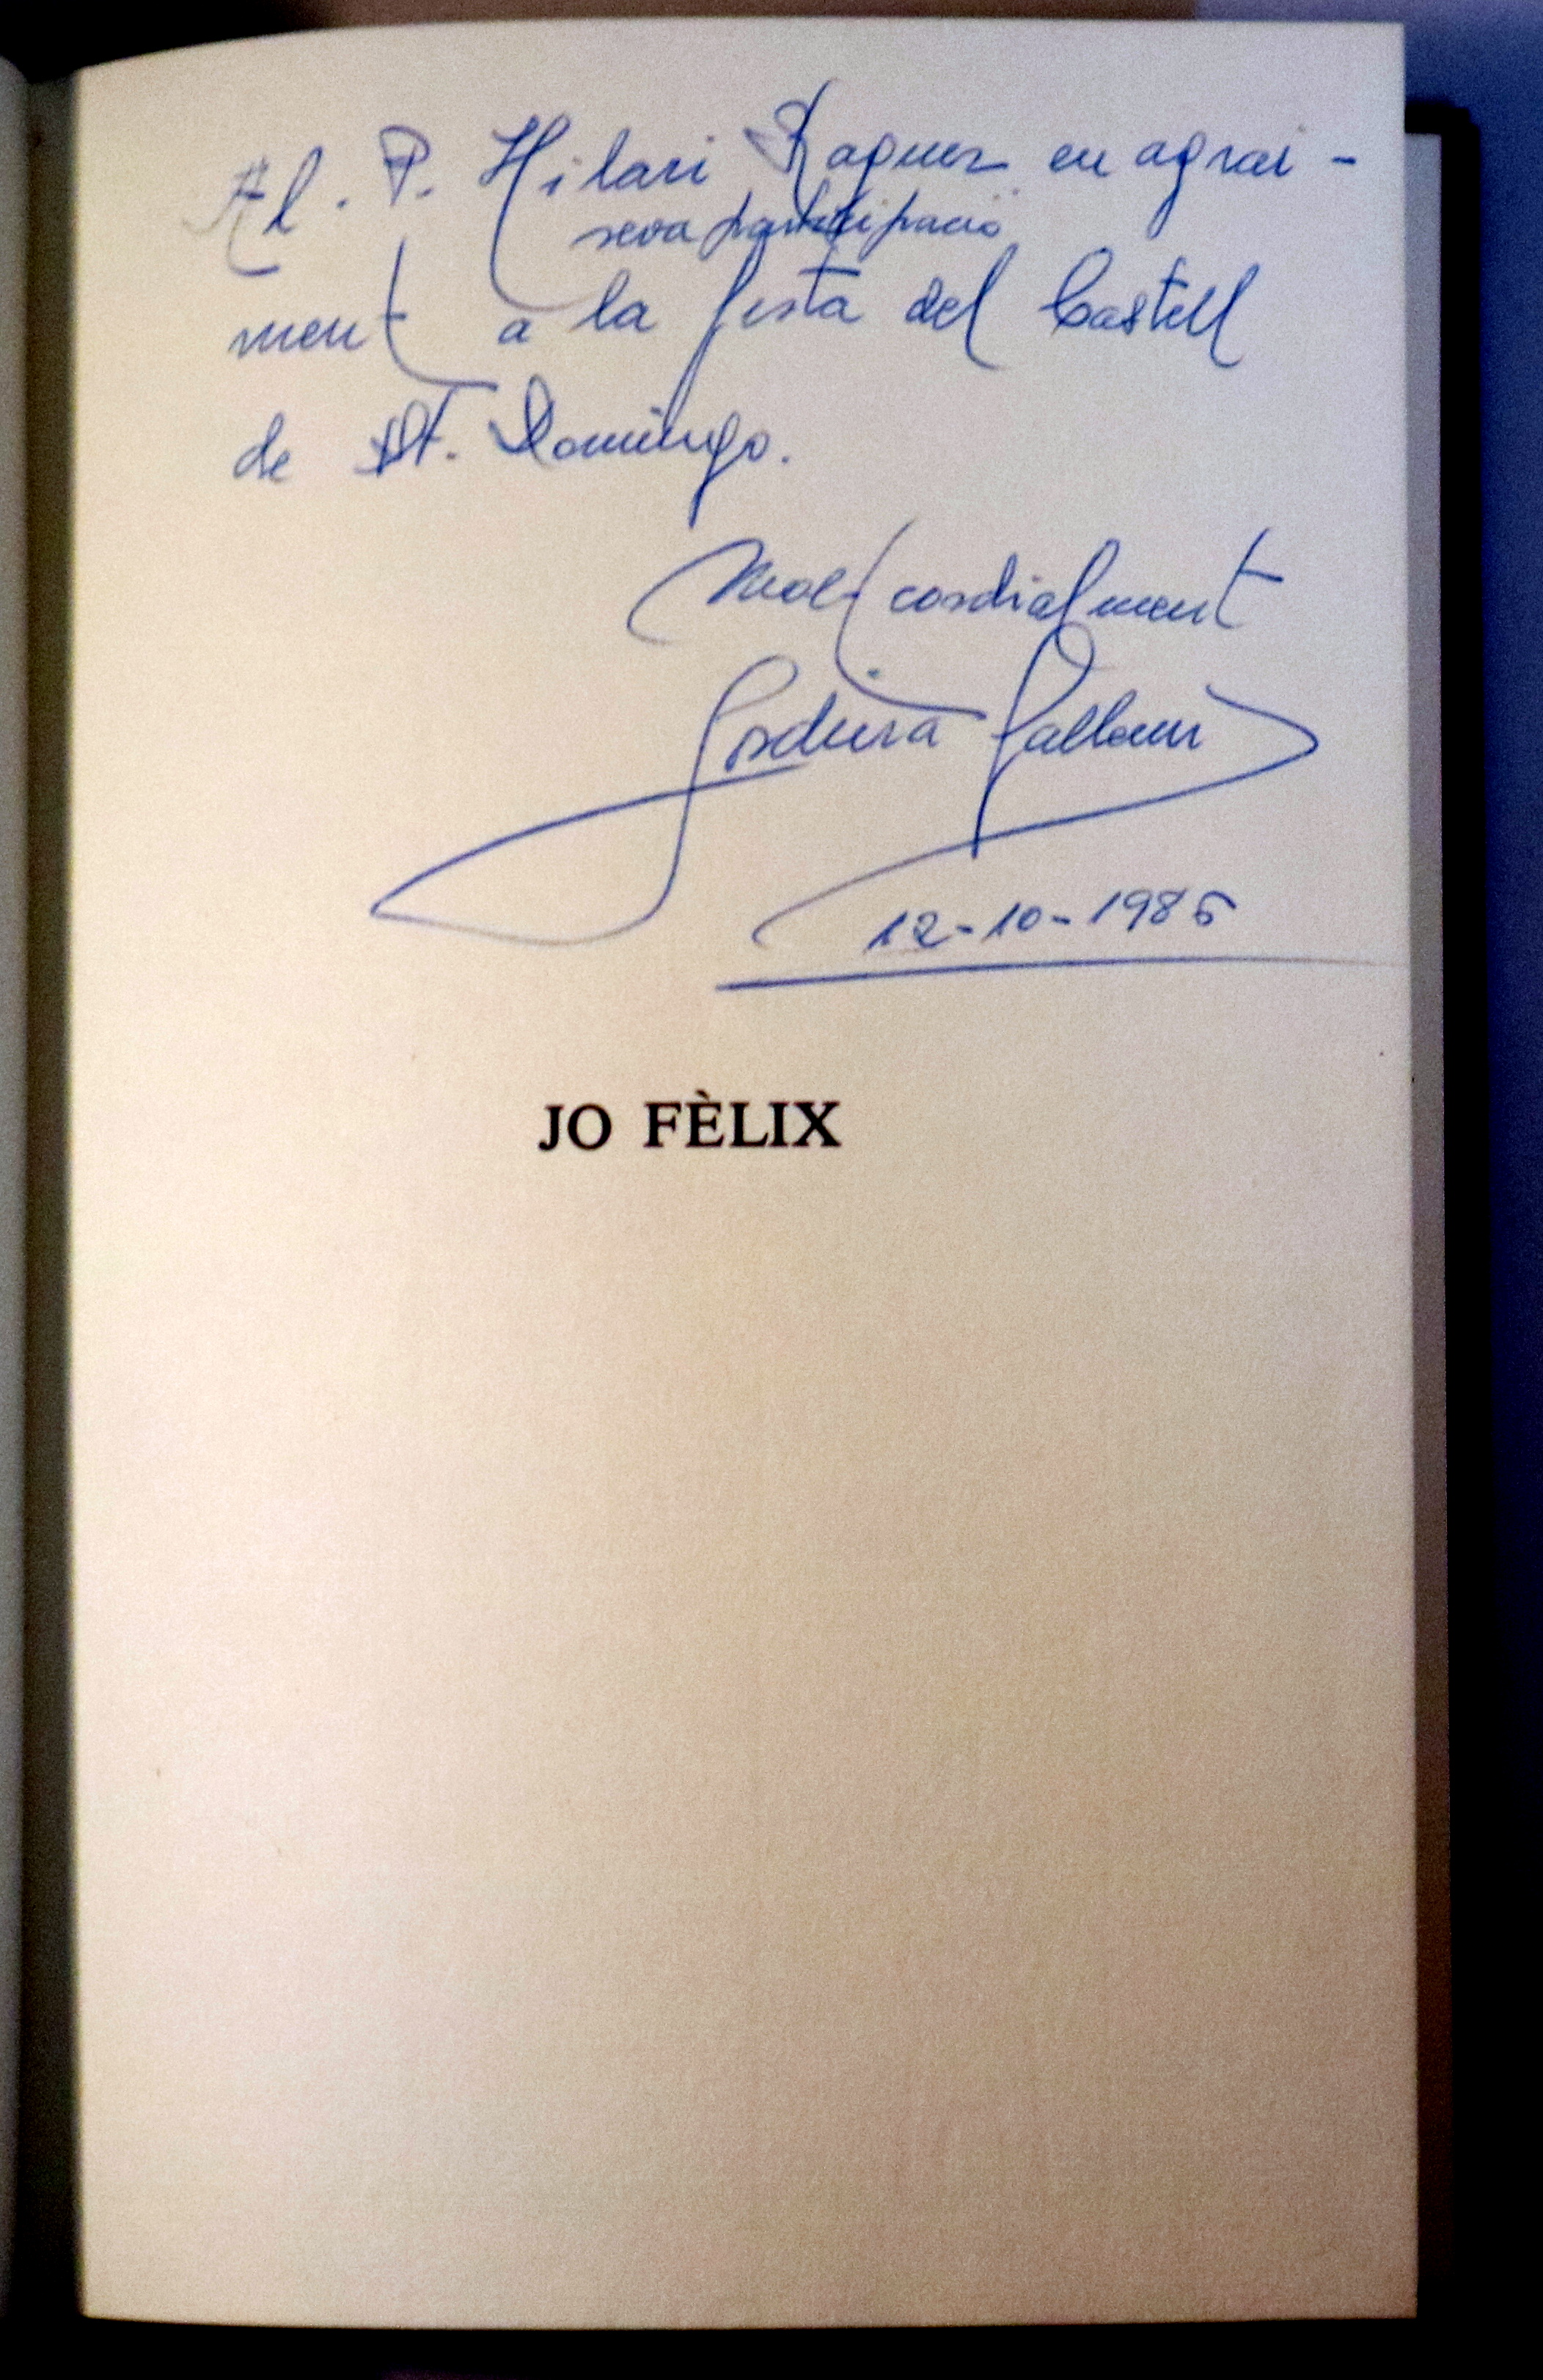 Al. P. Hilari Raguer en agraï-
seva participació
ment a la festa del Castell
de St. Domingo.
Molt cordialment
12-10-1985
JO FÈLIX